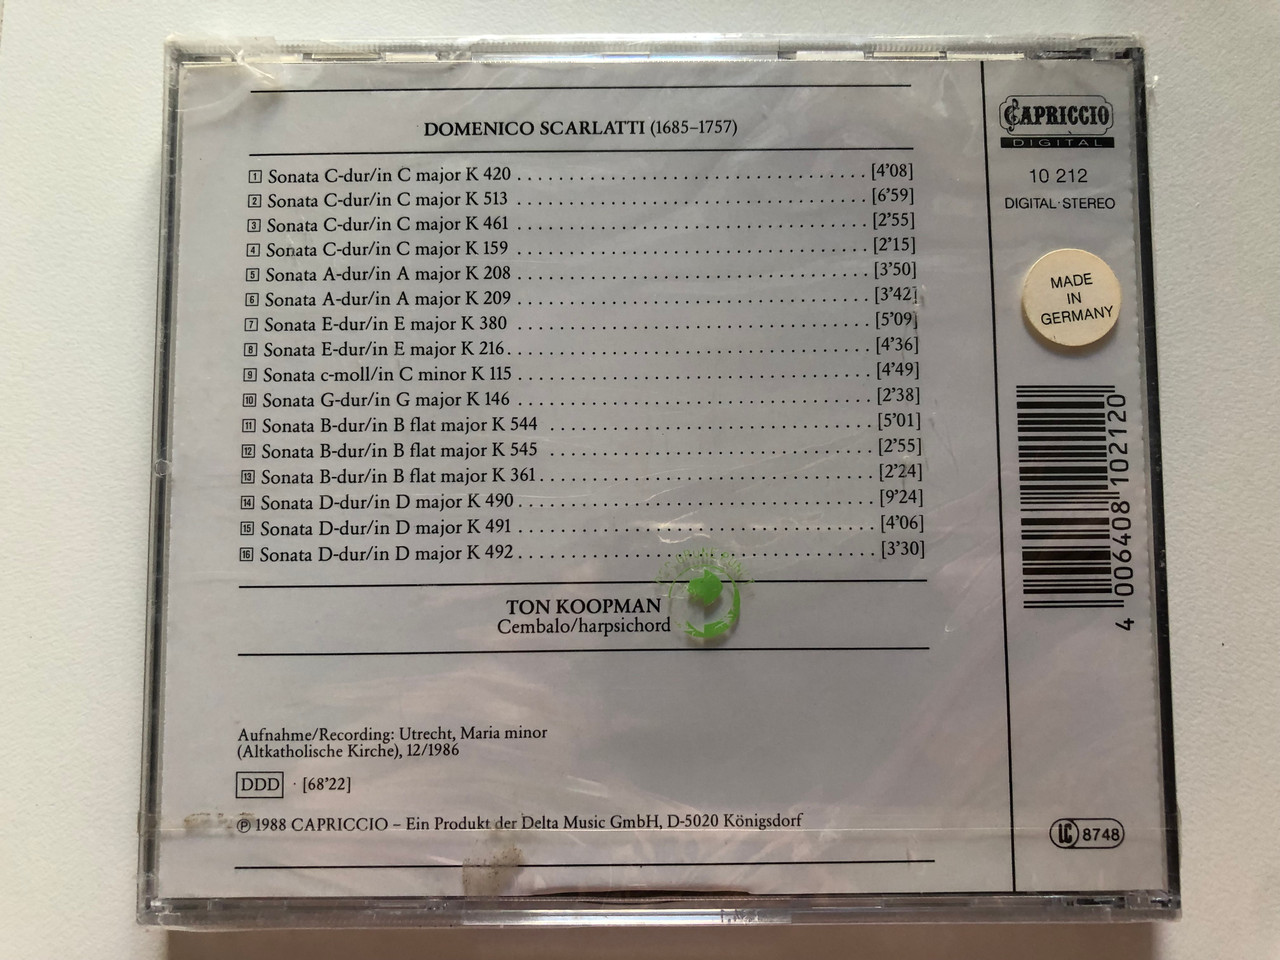 DOMENICO SCARLATTI (1685–1757)
1 Sonata C-dur/in C major K 420 . . . . . . . . . . . . . . . . . . . . . . . . . . . . . . [4'08]
2 Sonata C-dur/in C major K 513 . . . . . . . . . . . . . . . . . . . . . . . . . . . . . . [6'59]
3 Sonata C-dur/in C major K 461 . . . . . . . . . . . . . . . . . . . . . . . . . . . . . . [2'55]
4 Sonata C-dur/in C major K 159 . . . . . . . . . . . . . . . . . . . . . . . . . . . . . . [2'15]
5 Sonata A-dur/in A major K 208 . . . . . . . . . . . . . . . . . . . . . . . . . . . . . . [3'50]
6 Sonata A-dur/in A major K 209 . . . . . . . . . . . . . . . . . . . . . . . . . . . . . . [3'42]
7 Sonata E-dur/in E major K 380 . . . . . . . . . . . . . . . . . . . . . . . . . . . . . . [5'09]
8 Sonata E-dur/in E major K 216 . . . . . . . . . . . . . . . . . . . . . . . . . . . . . . [4'36]
9 Sonata c-moll/in C minor K 115 . . . . . . . . . . . . . . . . . . . . . . . . . . . . . . [4'49]
10 Sonata G-dur/in G major K 146 . . . . . . . . . . . . . . . . . . . . . . . . . . . . . . [2'38]
11 Sonata B-dur/in B flat major K 544 . . . . . . . . . . . . . . . . . . . . . . . . . . . [5'01]
12 Sonata B-dur/in B flat major K 545 . . . . . . . . . . . . . . . . . . . . . . . . . . . [2'55]
13 Sonata B-dur/in B flat major K 361 . . . . . . . . . . . . . . . . . . . . . . . . . . . [2'24]
14 Sonata D-dur/in D major K 490 . . . . . . . . . . . . . . . . . . . . . . . . . . . . . . [9'24]
15 Sonata D-dur/in D major K 491 . . . . . . . . . . . . . . . . . . . . . . . . . . . . . . [4'06]
16 Sonata D-dur/in D major K 492 . . . . . . . . . . . . . . . . . . . . . . . . . . . . . . [3'30]
TON KOOPMAN
Cembalo/harpsichord
Aufnahme/Recording: Utrecht, Maria minor
(Altkatholische Kirche), 12/1986
DDD · [68'22]
℗ 1988 CAPRICCIO – Ein Produkt der Delta Music GmbH, D-5020 Königsdorf
CAPRICCIO
DIGITAL
10 212
DIGITAL·STEREO
MADE
IN
GERMANY
4 006408 102120
LC 8748